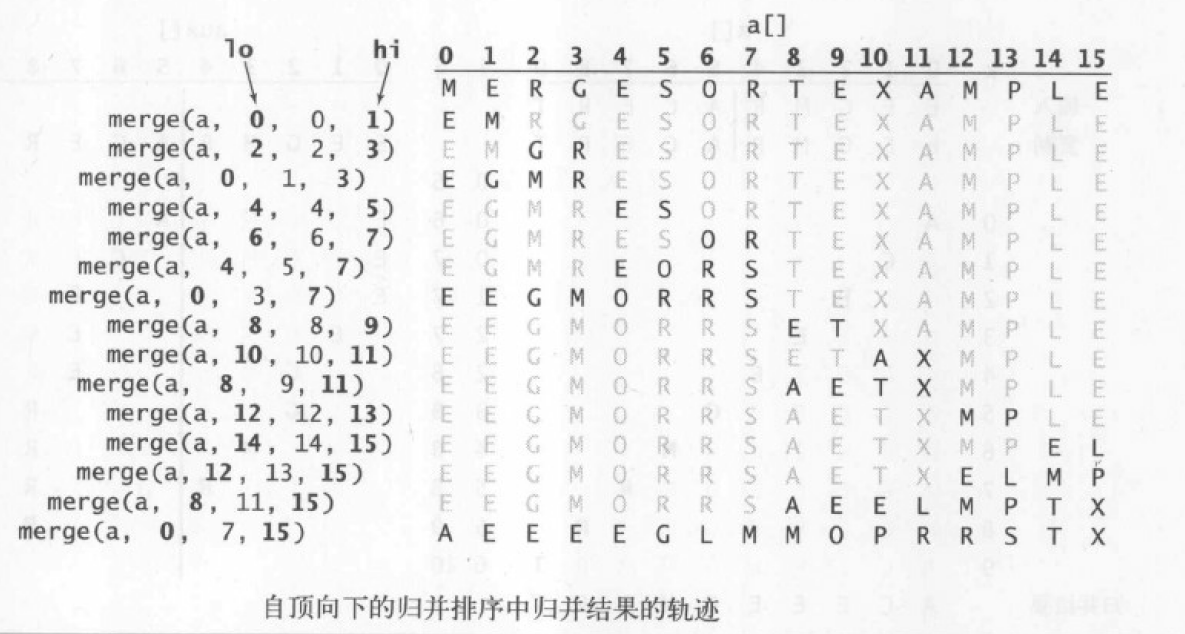 a[]
lo hi 0 1 2 3 4 5 6 7 8 9 10 11 12 13 14 15
M E R G E S O R T E X A M P L E
merge(a, 0, 0, 1) E M R G E S O R T E X A M P L E
merge(a, 2, 2, 3) E M G R E S O R T E X A M P L E
merge(a, 0, 1, 3) E G M R E S O R T E X A M P L E
merge(a, 4, 4, 5) E G M R E S O R T E X A M P L E
merge(a, 6, 6, 7) E G M R E S O R T E X A M P L E
merge(a, 4, 5, 7) E G M R E O R S T E X A M P L E
merge(a, 0, 3, 7) E E G M O R R S T E X A M P L E
merge(a, 8, 8, 9) E E G M O R R S E T X A M P L E
merge(a, 10, 10, 11) E E G M O R R S E T A X M P L E
merge(a, 8, 9, 11) E E G M O R R S A E T X M P L E
merge(a, 12, 12, 13) E E G M O R R S A E T X M P L E
merge(a, 14, 14, 15) E E G M O R R S A E T X M P E L
merge(a, 12, 13, 15) E E G M O R R S A E T X E L M P
merge(a, 8, 11, 15) E E G M O R R S A E E L M P T X
merge(a, 0, 7, 15) A E E E E G L M M O P R R S T X
自顶向下的归并排序中归并结果的轨迹